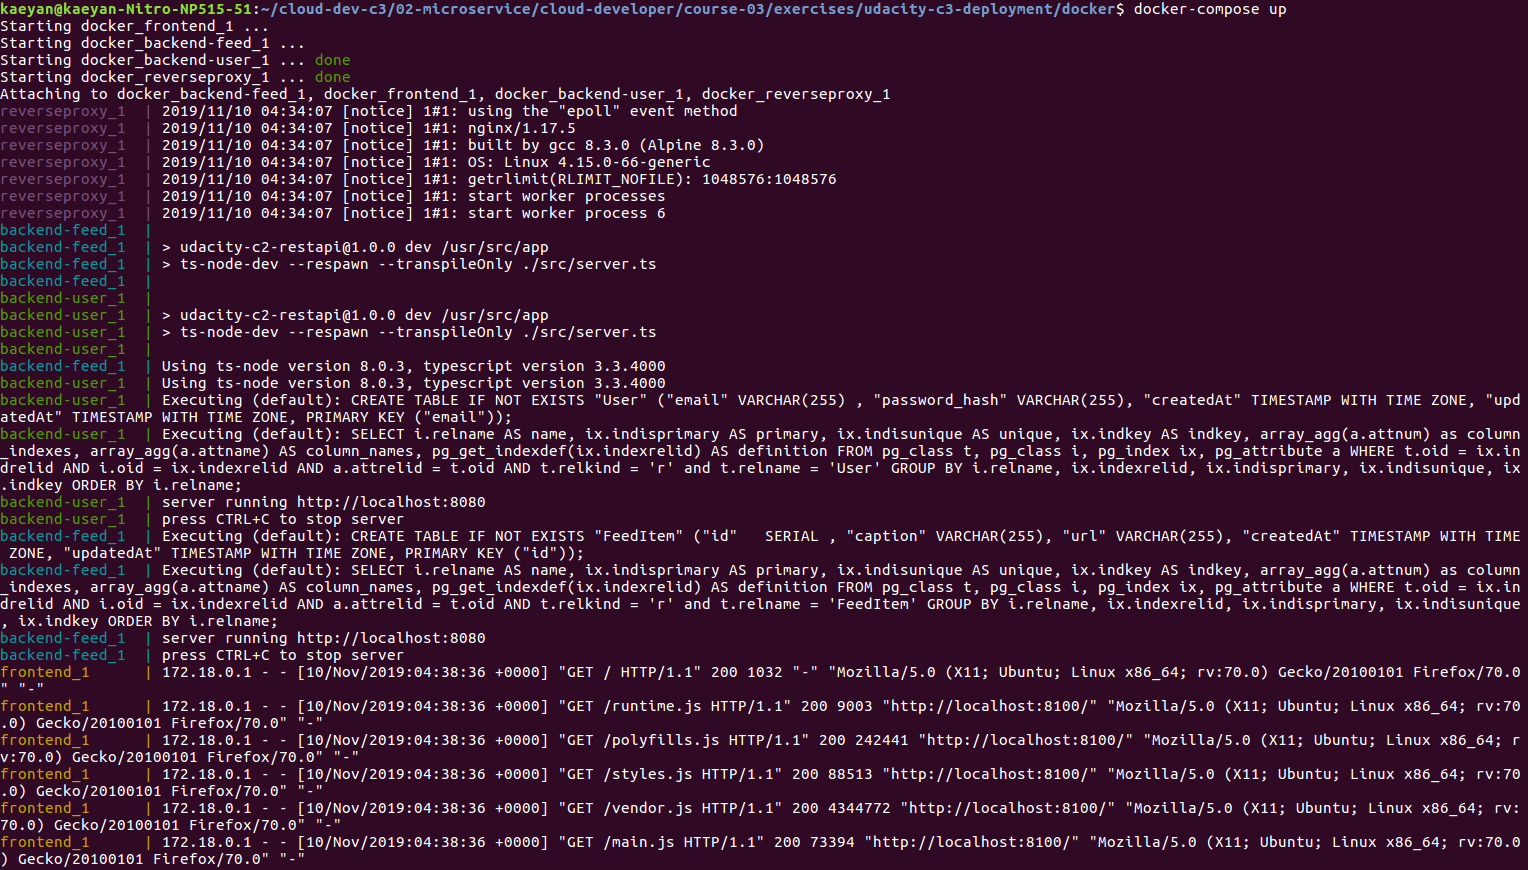 kaeyan@kaeyan-Nitro-NP515-51:~/cloud-dev-c3/02-microservice/cloud-developer/course-03/exercises/udacity-c3-deployment/docker$ docker-compose up
Starting docker_frontend_1 ...
Starting docker_backend-feed_1 ...
Starting docker_backend-user_1 ... done
Starting docker_reverseproxy_1 ... done
Attaching to docker_backend-feed_1, docker_frontend_1, docker_backend-user_1, docker_reverseproxy_1
reverseproxy_1  | 2019/11/10 04:34:07 [notice] 1#1: using the "epoll" event method
reverseproxy_1  | 2019/11/10 04:34:07 [notice] 1#1: nginx/1.17.5
reverseproxy_1  | 2019/11/10 04:34:07 [notice] 1#1: built by gcc 8.3.0 (Alpine 8.3.0)
reverseproxy_1  | 2019/11/10 04:34:07 [notice] 1#1: OS: Linux 4.15.0-66-generic
reverseproxy_1  | 2019/11/10 04:34:07 [notice] 1#1: getrlimit(RLIMIT_NOFILE): 1048576:1048576
reverseproxy_1  | 2019/11/10 04:34:07 [notice] 1#1: start worker processes
reverseproxy_1  | 2019/11/10 04:34:07 [notice] 1#1: start worker process 6
backend-feed_1  |
backend-feed_1  | > udacity-c2-restapi@1.0.0 dev /usr/src/app
backend-feed_1  | > ts-node-dev --respawn --transpileOnly ./src/server.ts
backend-feed_1  |
backend-user_1  |
backend-user_1  | > udacity-c2-restapi@1.0.0 dev /usr/src/app
backend-user_1  | > ts-node-dev --respawn --transpileOnly ./src/server.ts
backend-user_1  |
backend-feed_1  | Using ts-node version 8.0.3, typescript version 3.3.4000
backend-user_1  | Using ts-node version 8.0.3, typescript version 3.3.4000
backend-user_1  | Executing (default): CREATE TABLE IF NOT EXISTS "User" ("email" VARCHAR(255) , "password_hash" VARCHAR(255), "createdAt" TIMESTAMP WITH TIME ZONE, "upd
atedAt" TIMESTAMP WITH TIME ZONE, PRIMARY KEY ("email"));
backend-user_1  | Executing (default): SELECT i.relname AS name, ix.indisprimary AS primary, ix.indisunique AS unique, ix.indkey AS indkey, array_agg(a.attnum) as column
_indexes, array_agg(a.attname) AS column_names, pg_get_indexdef(ix.indexrelid) AS definition FROM pg_class t, pg_class i, pg_index ix, pg_attribute a WHERE t.oid = ix.in
drelid AND i.oid = ix.indexrelid AND a.attrelid = t.oid AND t.relkind = 'r' and t.relname = 'User' GROUP BY i.relname, ix.indexrelid, ix.indisprimary, ix.indisunique, ix
.indkey ORDER BY i.relname;
backend-user_1  | server running http://localhost:8080
backend-user_1  | press CTRL+C to stop server
backend-feed_1  | Executing (default): CREATE TABLE IF NOT EXISTS "FeedItem" ("id"   SERIAL , "caption" VARCHAR(255), "url" VARCHAR(255), "createdAt" TIMESTAMP WITH TIME
 ZONE, "updatedAt" TIMESTAMP WITH TIME ZONE, PRIMARY KEY ("id"));
backend-feed_1  | Executing (default): SELECT i.relname AS name, ix.indisprimary AS primary, ix.indisunique AS unique, ix.indkey AS indkey, array_agg(a.attnum) as column
_indexes, array_agg(a.attname) AS column_names, pg_get_indexdef(ix.indexrelid) AS definition FROM pg_class t, pg_class i, pg_index ix, pg_attribute a WHERE t.oid = ix.in
drelid AND i.oid = ix.indexrelid AND a.attrelid = t.oid AND t.relkind = 'r' and t.relname = 'FeedItem' GROUP BY i.relname, ix.indexrelid, ix.indisprimary, ix.indisunique
, ix.indkey ORDER BY i.relname;
backend-feed_1  | server running http://localhost:8080
backend-feed_1  | press CTRL+C to stop server
frontend_1      | 172.18.0.1 - - [10/Nov/2019:04:38:36 +0000] "GET / HTTP/1.1" 200 1032 "-" "Mozilla/5.0 (X11; Ubuntu; Linux x86_64; rv:70.0) Gecko/20100101 Firefox/70.0
" "-"
frontend_1      | 172.18.0.1 - - [10/Nov/2019:04:38:36 +0000] "GET /runtime.js HTTP/1.1" 200 9003 "http://localhost:8100/" "Mozilla/5.0 (X11; Ubuntu; Linux x86_64; rv:70
.0) Gecko/20100101 Firefox/70.0" "-"
frontend_1      | 172.18.0.1 - - [10/Nov/2019:04:38:36 +0000] "GET /polyfills.js HTTP/1.1" 200 242441 "http://localhost:8100/" "Mozilla/5.0 (X11; Ubuntu; Linux x86_64; r
v:70.0) Gecko/20100101 Firefox/70.0" "-"
frontend_1      | 172.18.0.1 - - [10/Nov/2019:04:38:36 +0000] "GET /styles.js HTTP/1.1" 200 88513 "http://localhost:8100/" "Mozilla/5.0 (X11; Ubuntu; Linux x86_64; rv:70
.0) Gecko/20100101 Firefox/70.0" "-"
frontend_1      | 172.18.0.1 - - [10/Nov/2019:04:38:36 +0000] "GET /vendor.js HTTP/1.1" 200 4344772 "http://localhost:8100/" "Mozilla/5.0 (X11; Ubuntu; Linux x86_64; rv:
70.0) Gecko/20100101 Firefox/70.0" "-"
frontend_1      | 172.18.0.1 - - [10/Nov/2019:04:38:36 +0000] "GET /main.js HTTP/1.1" 200 73394 "http://localhost:8100/" "Mozilla/5.0 (X11; Ubuntu; Linux x86_64; rv:70.0
) Gecko/20100101 Firefox/70.0" "-"